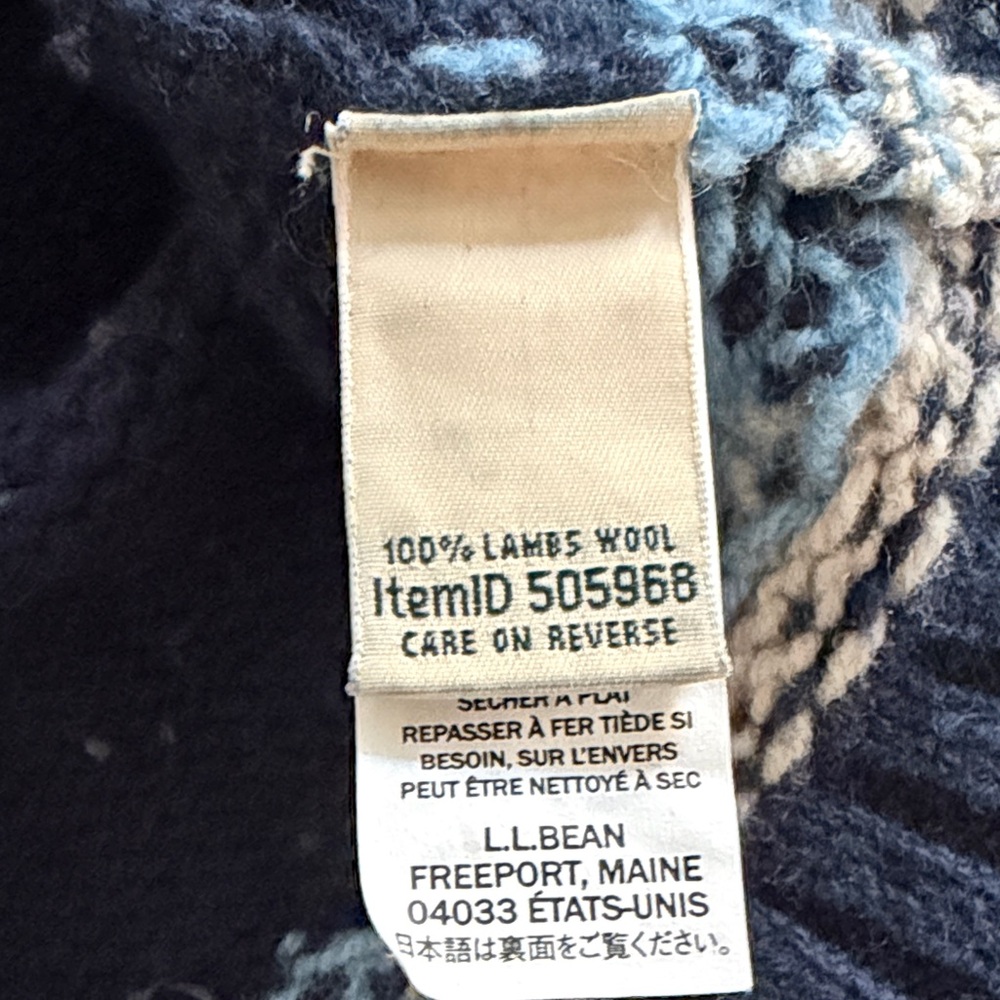 100% LAMBS WOOL
ItemID 505968
CARE ON REVERSE
SÉCHER À PLAT
REPASSER À FER TIÈDE SI
BESOIN, SUR L'ENVERS
PEUT ÊTRE NETTOYÉ À SEC
L.L.BEAN
FREEPORT, MAINE
04033 ÉTATS-UNIS
日本語は裏面をご覧ください。